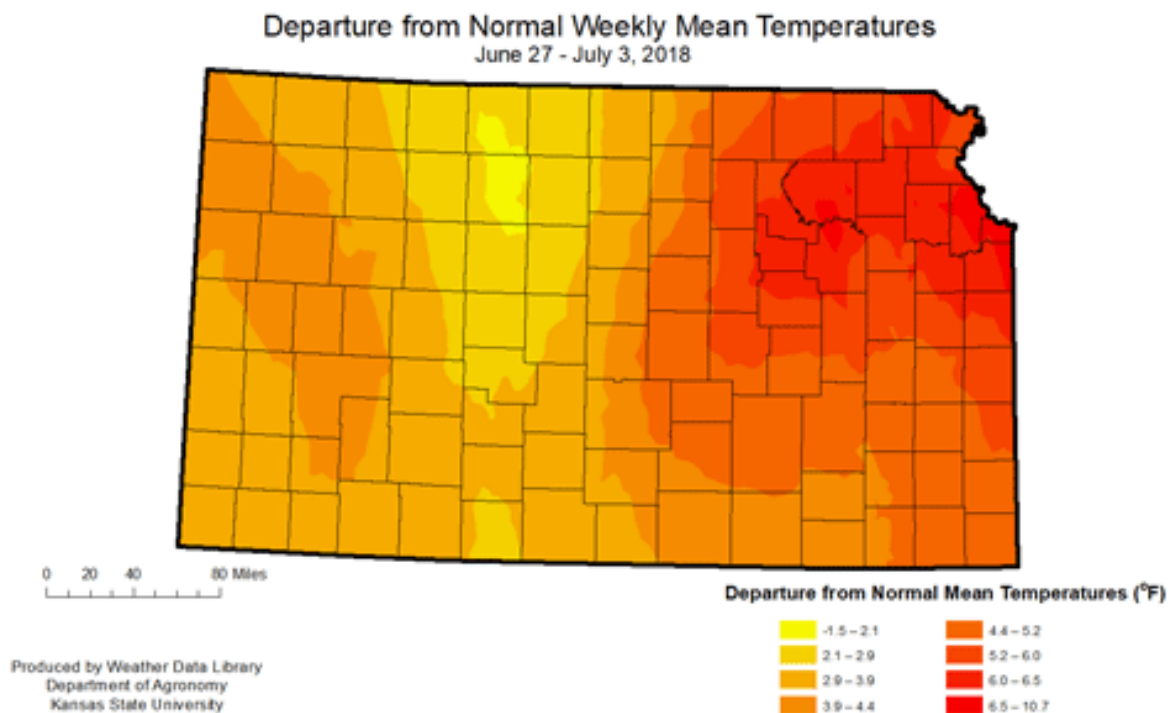 Departure from Normal Weekly Mean Temperatures
June 27 - July 3, 2018
0 20 40 80 Miles
Departure from Normal Mean Temperatures (°F)
-1.5 – 2.1
2.1 – 2.9
2.9 – 3.9
3.9 – 4.4
4.4 – 5.2
5.2 – 6.0
6.0 – 6.5
6.5 – 10.7
Produced by Weather Data Library
Department of Agronomy
Kansas State University